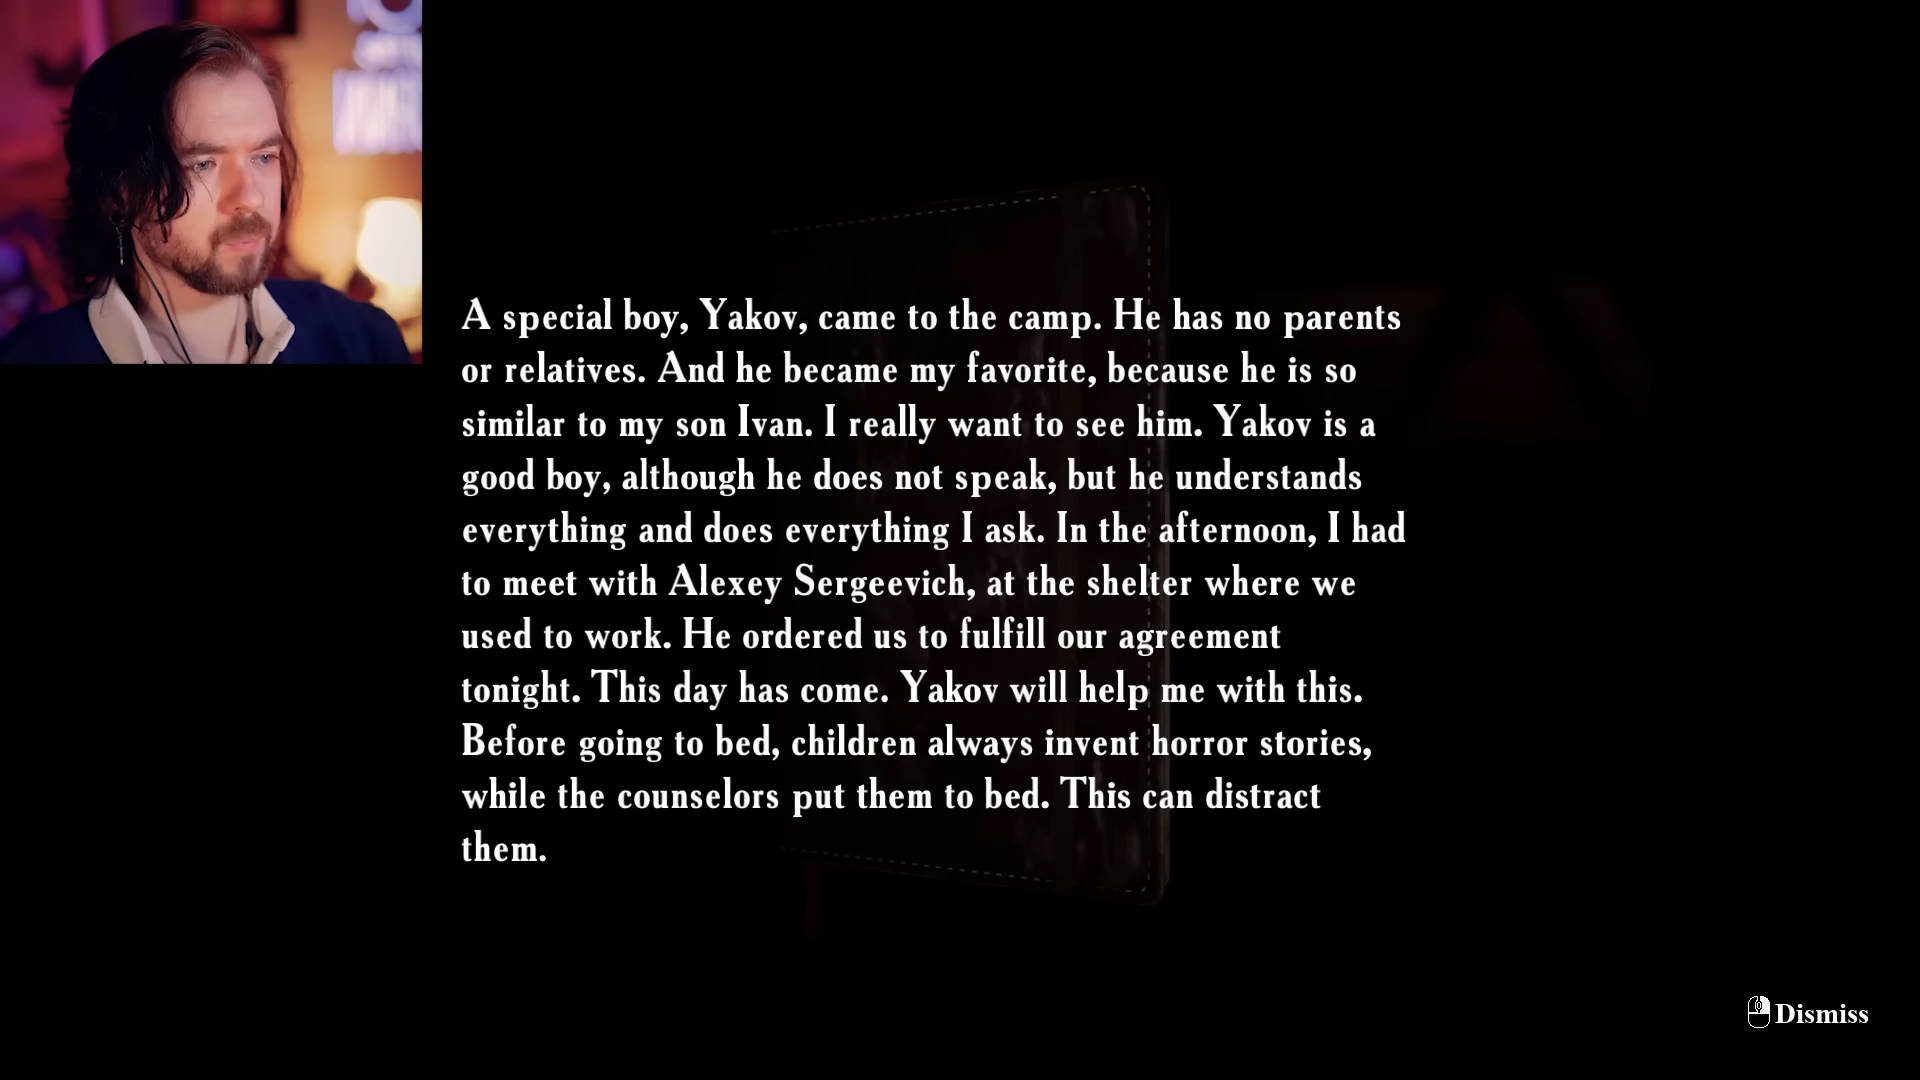 A special boy, Yakov, came to the camp. He has no parents
or relatives. And he became my favorite, because he is so
similar to my son Ivan. I really want to see him. Yakov is a
good boy, although he does not speak, but he understands
everything and does everything I ask. In the afternoon, I had
to meet with Alexey Sergeevich, at the shelter where we
used to work. He ordered us to fulfill our agreement
tonight. This day has come. Yakov will help me with this.
Before going to bed, children always invent horror stories,
while the counselors put them to bed. This can distract
them.
Dismiss